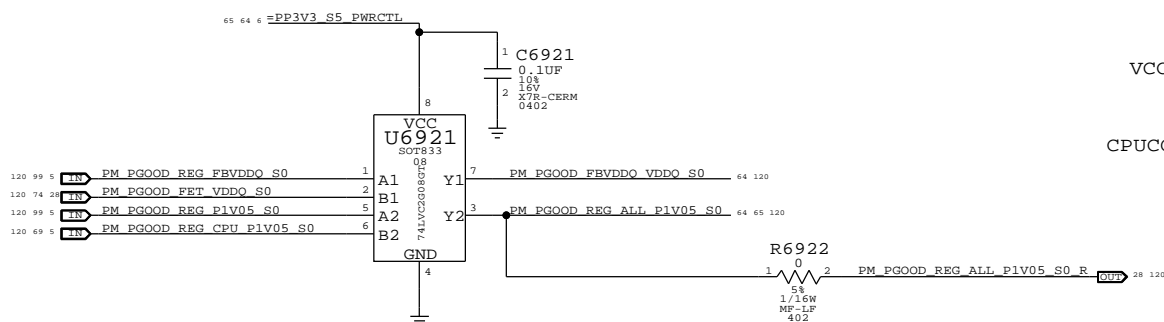 65 64 6 =PP3V3_S5_PWRCTL
1 C6921
0.1UF
10%
16V
2 X7R-CERM
0402
VCC
CPUCO
8
VCC
U6921
SOT833
08
74LVC2G08GT
120 99 5 IN PM_PGOOD_REG_FBVDDQ_S0 1 A1 Y1 7 PM_PGOOD_FBVDDQ_VDDQ_S0 64 120
120 74 28 IN PM_PGOOD_FET_VDDQ_S0 2 B1
120 99 5 IN PM_PGOOD_REG_P1V05_S0 5 A2 Y2 3 PM_PGOOD_REG_ALL_P1V05_S0 64 65 120
120 69 5 IN PM_PGOOD_REG_CPU_P1V05_S0 6 B2
GND
4
R6922
0
1 2 PM_PGOOD_REG_ALL_P1V05_S0_R OUT 28 120
5%
1/16W
MF-LF
402